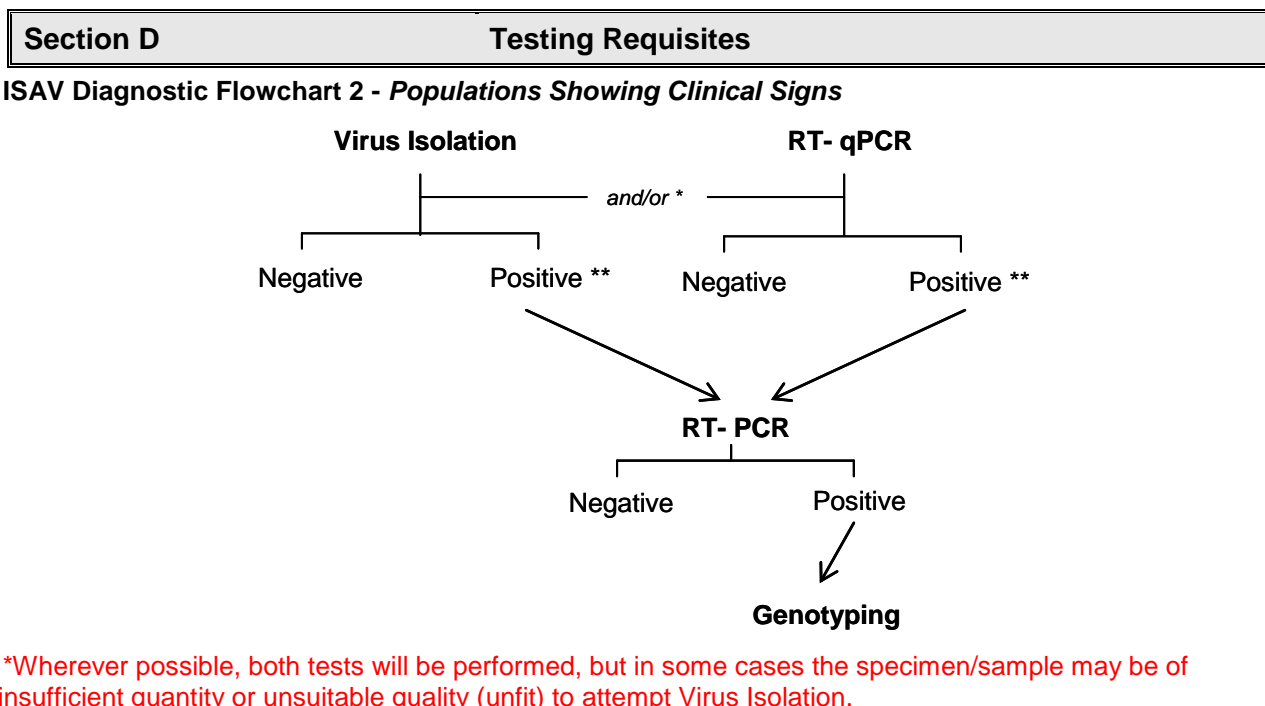 Section D Testing Requisites
ISAV Diagnostic Flowchart 2 - Populations Showing Clinical Signs
Virus Isolation RT- qPCR
and/or *
Negative Positive ** Negative Positive **
RT- PCR
Negative Positive
Genotyping
*Wherever possible, both tests will be performed, but in some cases the specimen/sample may be of
insufficient quantity or unsuitable quality (unfit) to attempt Virus Isolation.